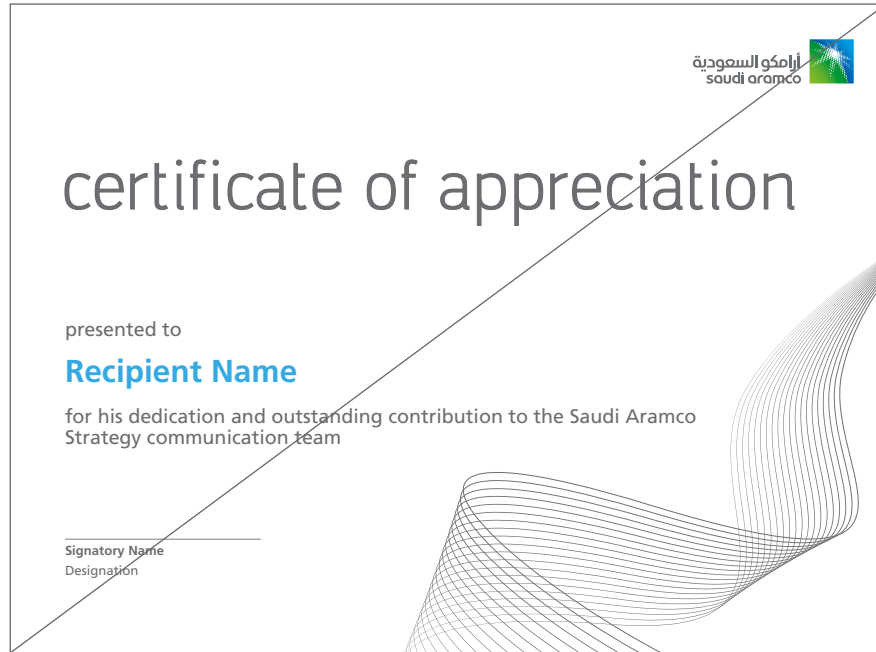 أرامكو السعودية
saudi aramco
certificate of appreciation
presented to
Recipient Name
for his dedication and outstanding contribution to the Saudi Aramco
Strategy communication team
Signatory Name
Designation